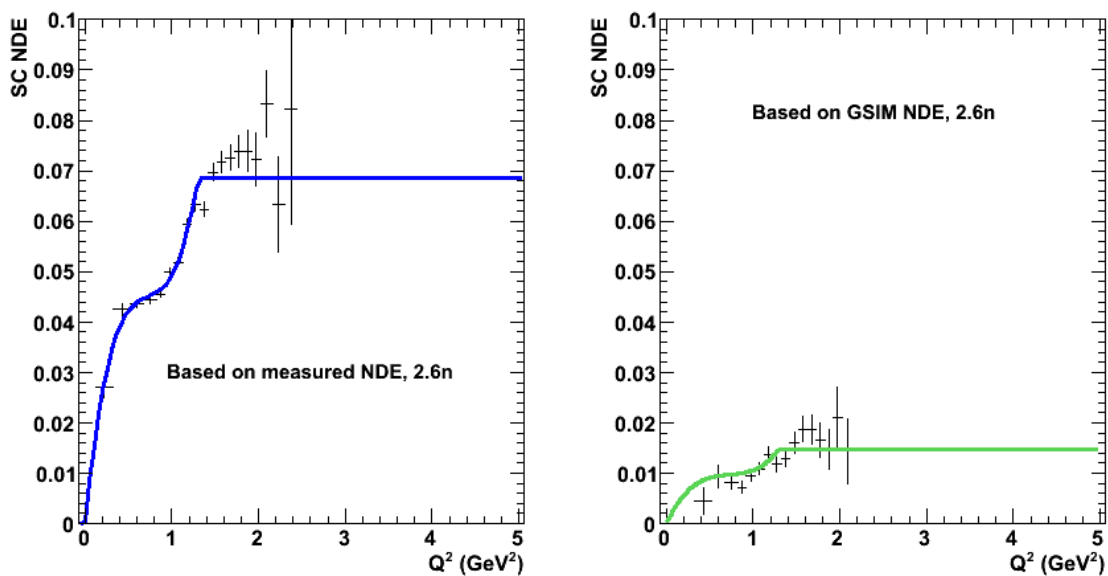 SC NDE
0.1
0.09
0.08
0.07
0.06
0.05
0.04
0.03
0.02
0.01
0
Based on measured NDE, 2.6n
0 1 2 3 4 5
Q² (GeV²)
SC NDE
0.1
0.09
0.08
0.07
0.06
0.05
0.04
0.03
0.02
0.01
0
Based on GSIM NDE, 2.6n
0 1 2 3 4 5
Q² (GeV²)